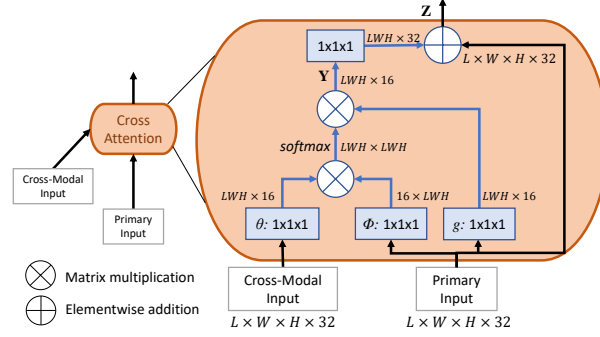 Z
1x1x1
LWH × 32
L × W × H × 32
Y
LWH × 16
Cross
Attention
softmax
LWH × LWH
Cross-Modal
Input
Primary
Input
LWH × 16
16 × LWH
LWH × 16
θ: 1x1x1
Φ: 1x1x1
g: 1x1x1
Matrix multiplication
Elementwise addition
Cross-Modal
Input
L × W × H × 32
Primary
Input
L × W × H × 32